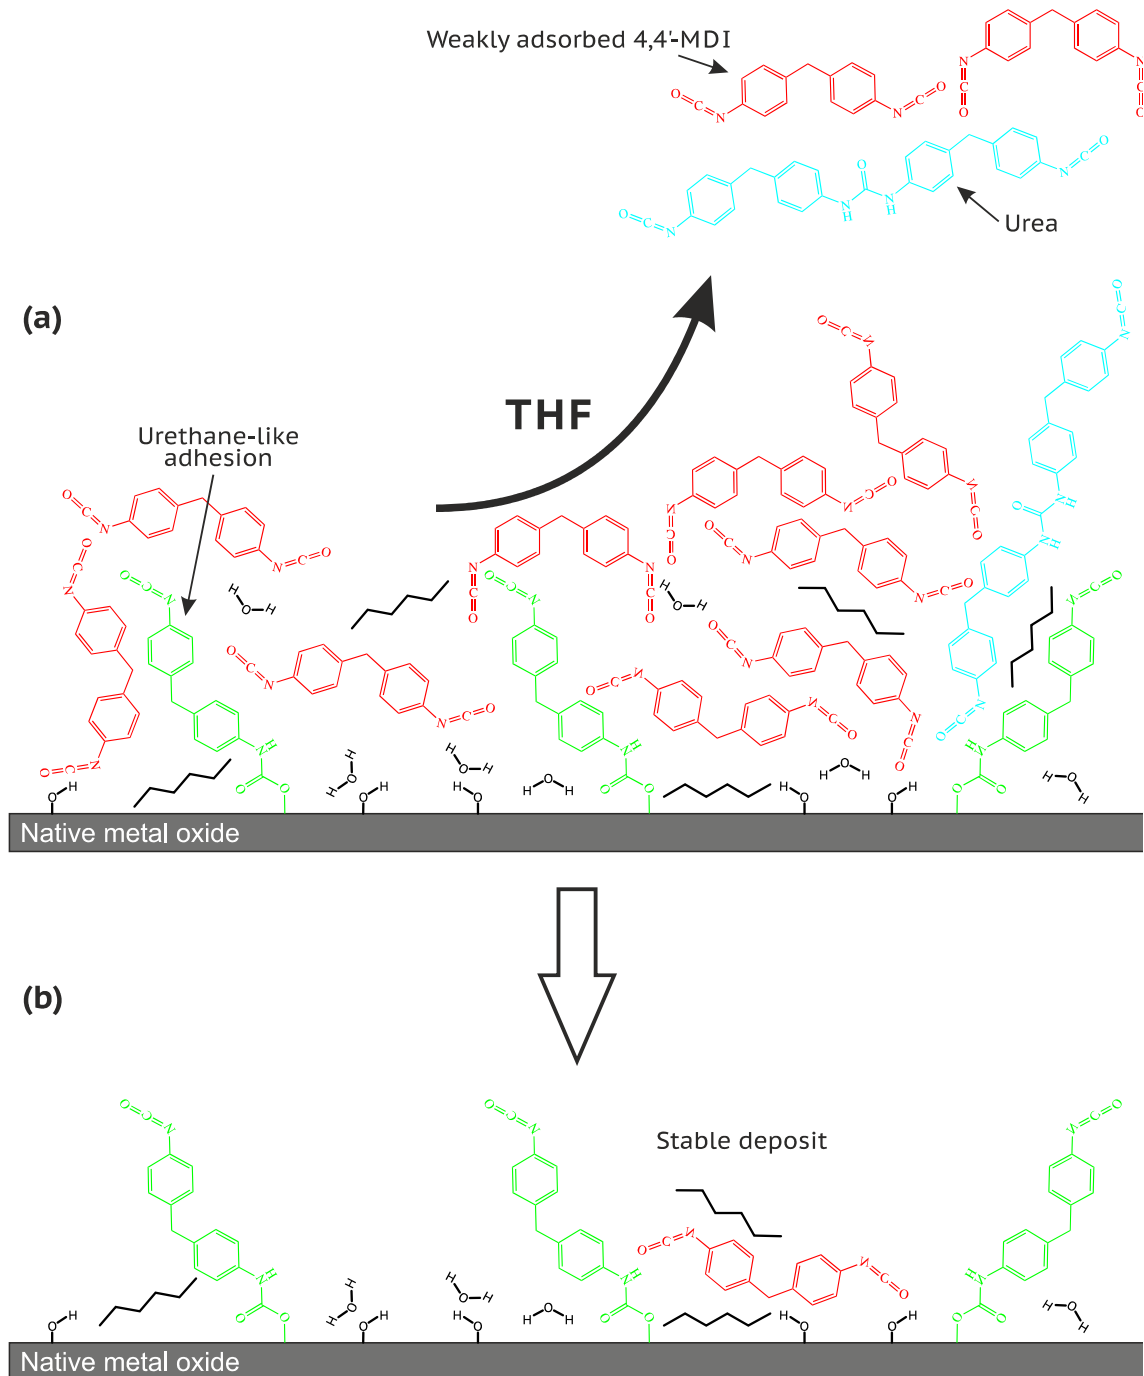 Weakly adsorbed 4,4'-MDI
Urea
(a)
THF
Urethane-like
adhesion
Native metal oxide
(b)
Stable deposit
Native metal oxide